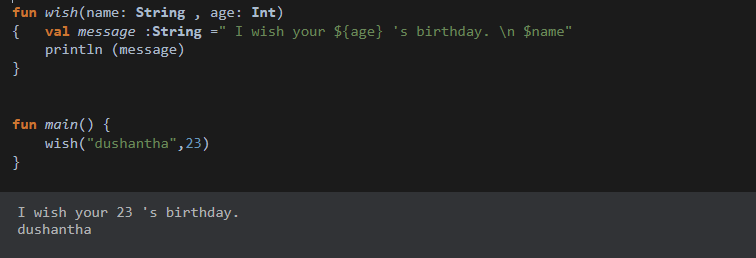 fun wish(name: String , age: Int)
{   val message :String =" I wish your ${age} 's birthday. \n $name"
    println (message)
}
fun main() {
    wish("dushantha",23)
}
I wish your 23 's birthday.
dushantha